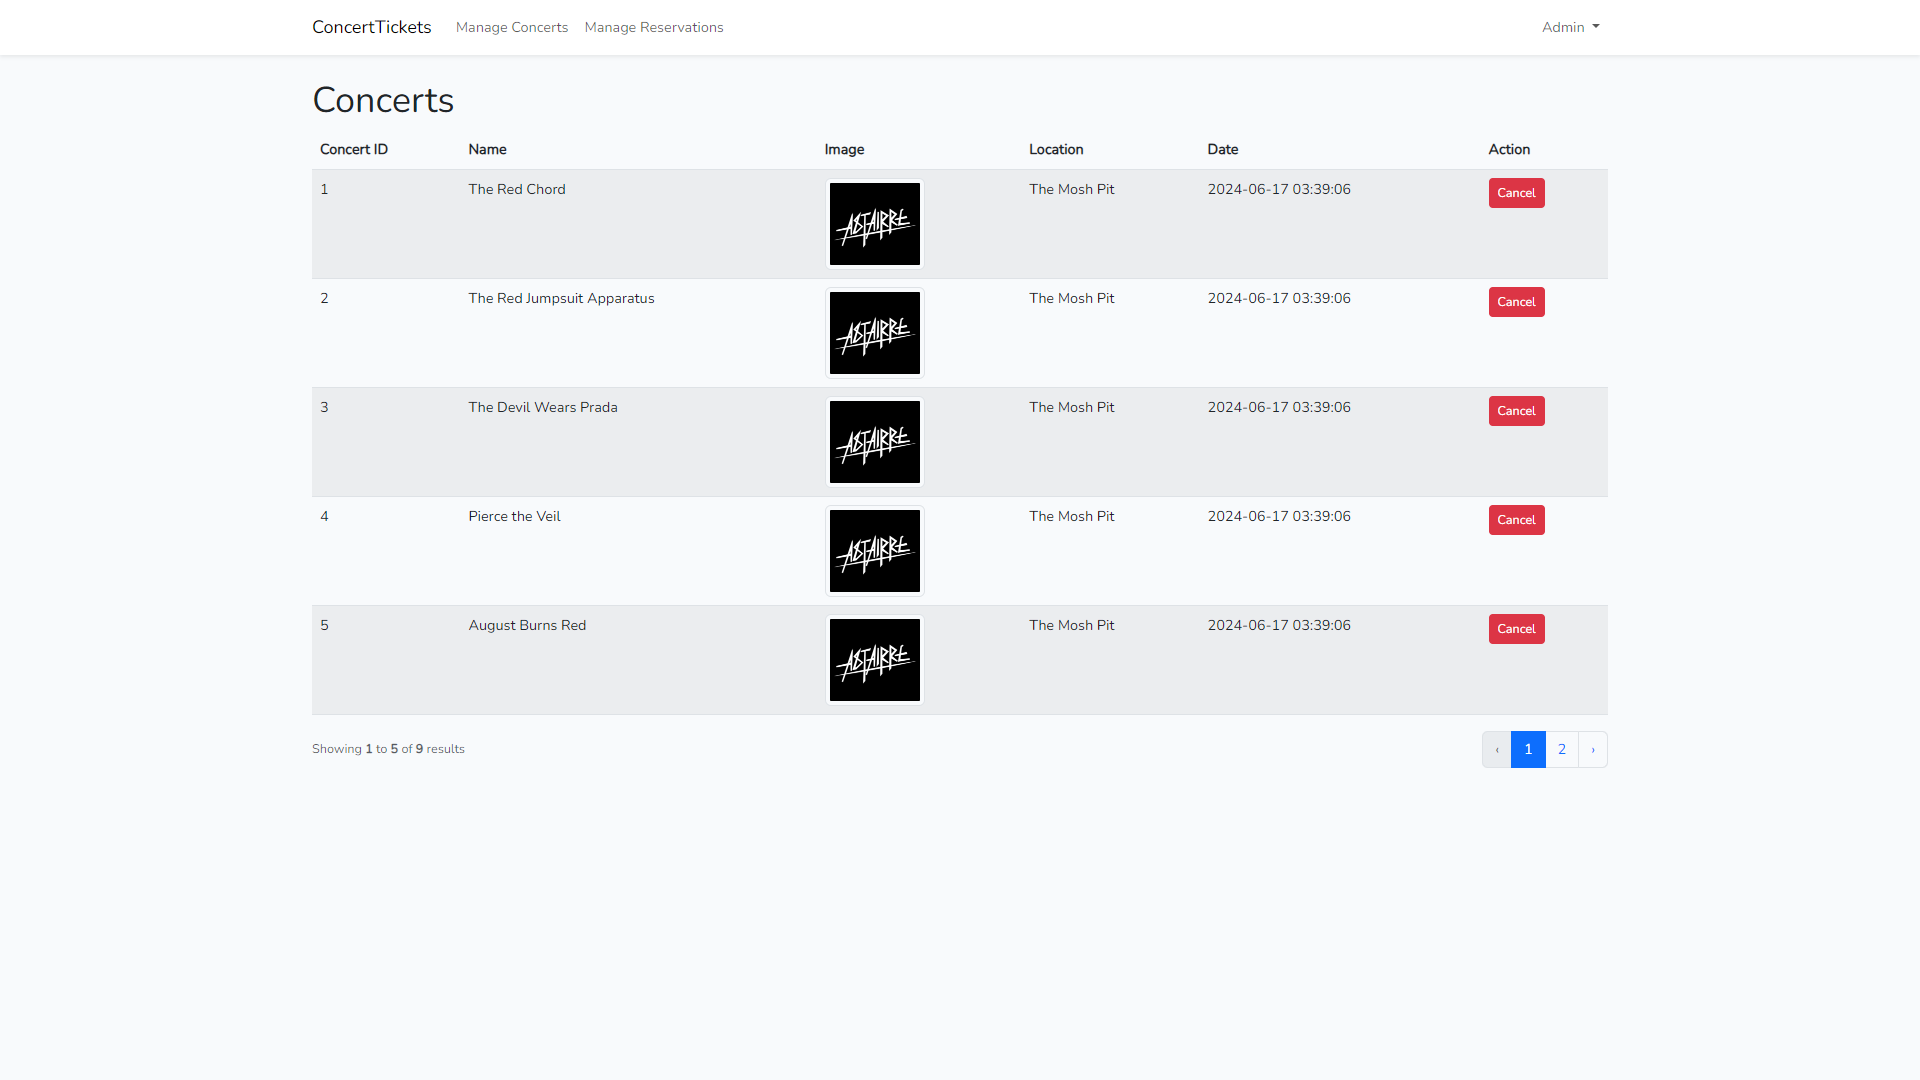 ConcertTickets Manage Concerts Manage Reservations Admin
Concerts
Concert ID Name Image Location Date Action
1 The Red Chord ASTAIRRE The Mosh Pit 2024-06-17 03:39:06 Cancel
2 The Red Jumpsuit Apparatus ASTAIRRE The Mosh Pit 2024-06-17 03:39:06 Cancel
3 The Devil Wears Prada ASTAIRRE The Mosh Pit 2024-06-17 03:39:06 Cancel
4 Pierce the Veil ASTAIRRE The Mosh Pit 2024-06-17 03:39:06 Cancel
5 August Burns Red ASTAIRRE The Mosh Pit 2024-06-17 03:39:06 Cancel
Showing 1 to 5 of 9 results ‹ 1 2 ›